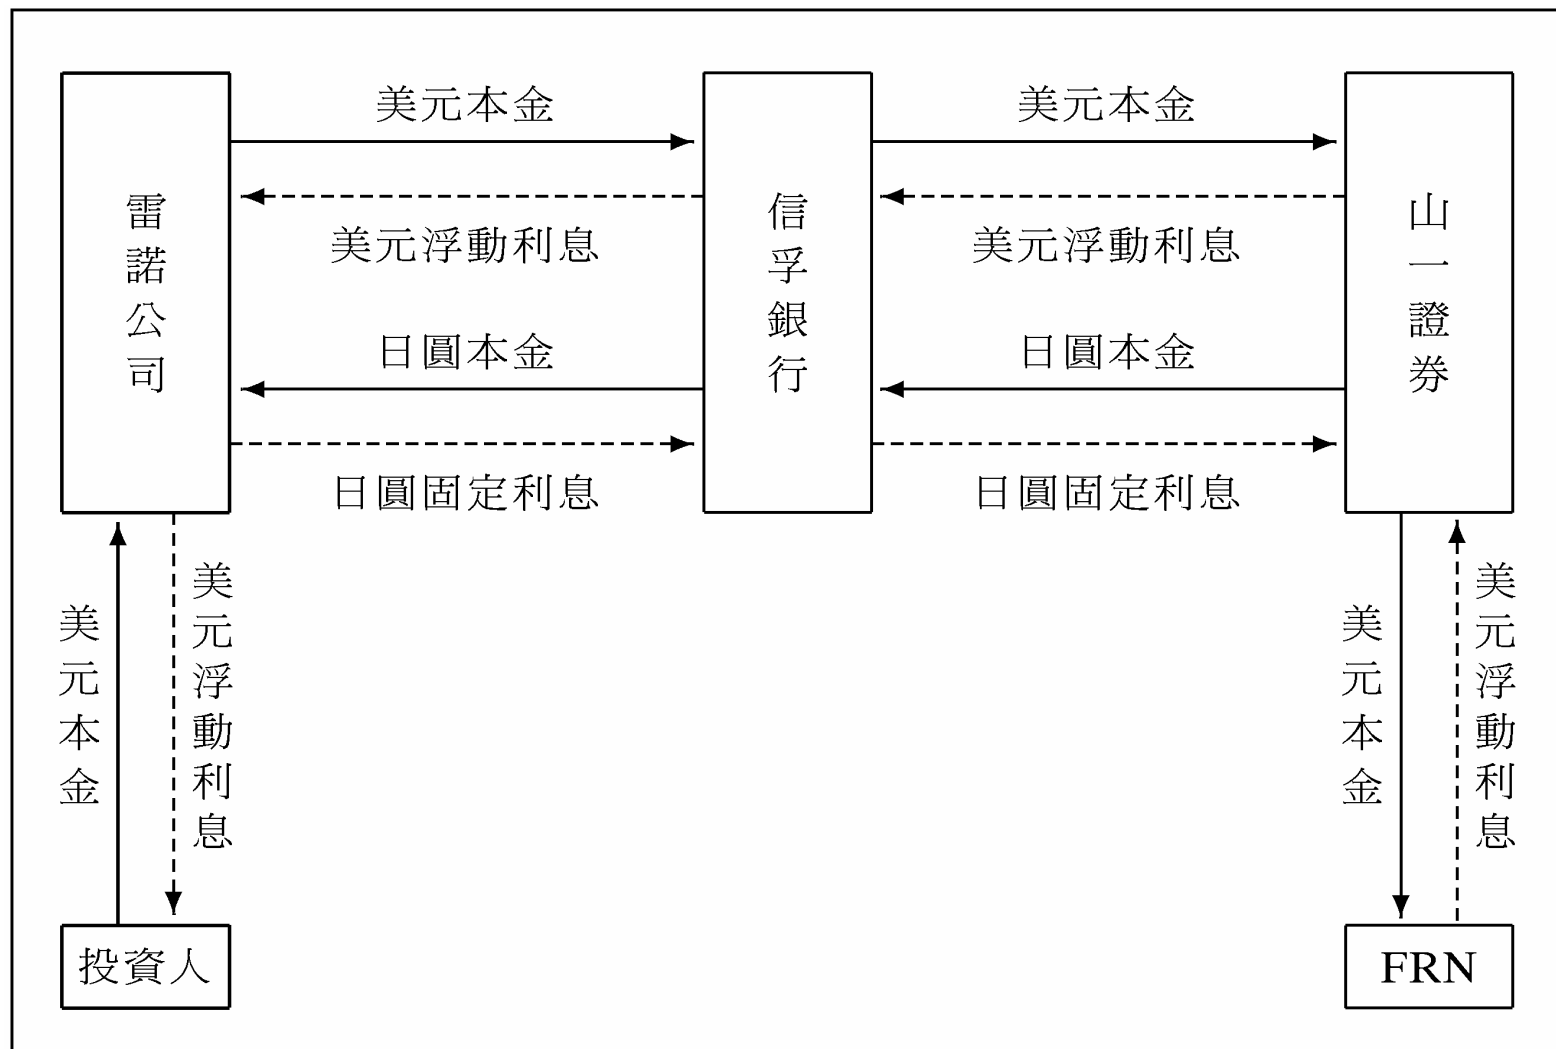 美元本金
美元本金
雷諾公司
信孚銀行
山一證券
美元浮動利息
美元浮動利息
日圓本金
日圓本金
日圓固定利息
日圓固定利息
美元本金
美元浮動利息
美元本金
美元浮動利息
投資人
FRN